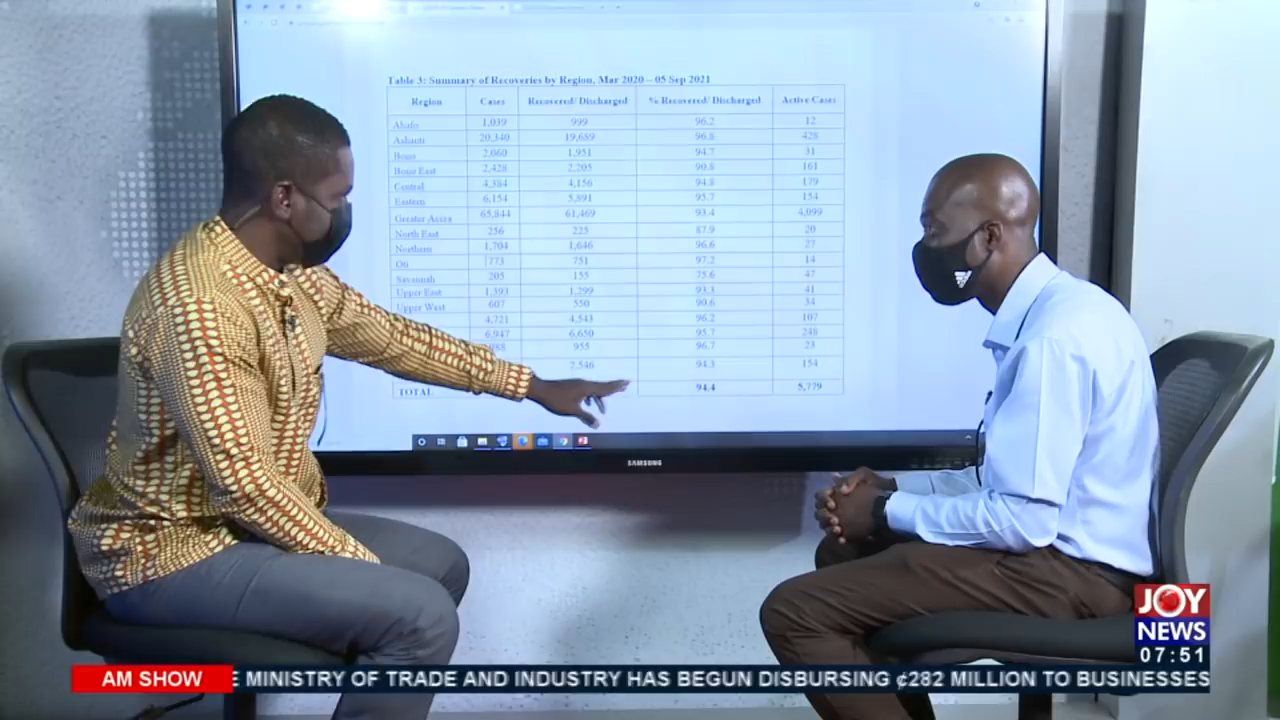 Table 3: Summary of Recoveries by Region, Mar 2020 – 05 Sep 2021
Region Cases Recovered/ Discharged % Recovered/ Discharged Active Cases
Ahafo 1,039 999 96.2 12
Ashanti 20,340 19,689 96.8 428
Bono 2,060 1,951 94.7 31
Bono East 2,428 2,205 90.8 161
Central 4,384 4,156 94.8 179
Eastern 6,154 5,891 95.7 154
Greater Accra 65,844 61,469 93.4 4,099
North East 256 225 87.9 20
Northern 1,704 1,646 96.6 27
Oti 773 751 97.2 14
Savannah 205 155 75.6 47
Upper East 1,393 1,299 93.3 41
Upper West 607 550 90.6 34
4,721 4,543 96.2 107
6,947 6,650 95.7 248
988 955 96.7 23
2,546 94.3 154
TOTAL 94.4 5,779
SAMSUNG
JOY
NEWS
07:51
AM SHOW
E MINISTRY OF TRADE AND INDUSTRY HAS BEGUN DISBURSING ¢282 MILLION TO BUSINESSES